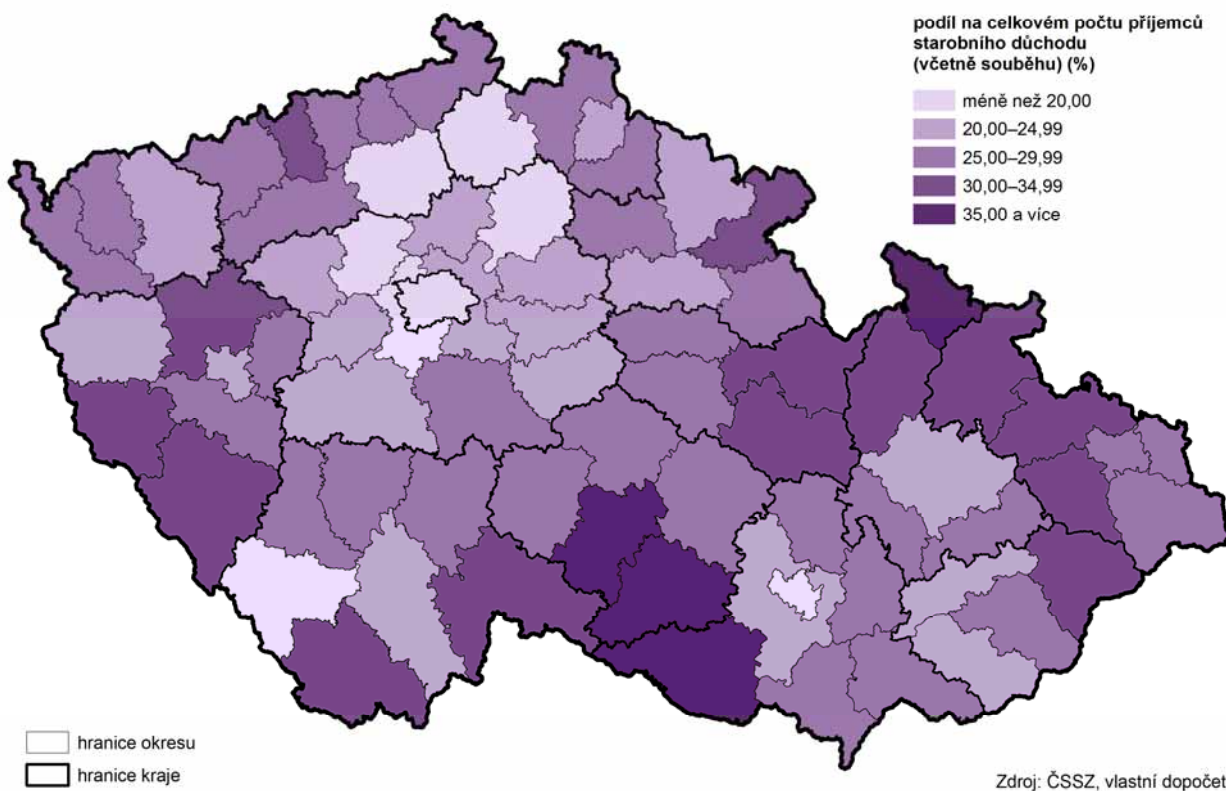 podíl na celkovém počtu příjemců
starobního důchodu
(včetně souběhu) (%)
méně než 20,00
20,00–24,99
25,00–29,99
30,00–34,99
35,00 a více
hranice okresu
hranice kraje
Zdroj: ČSSZ, vlastní dopočet